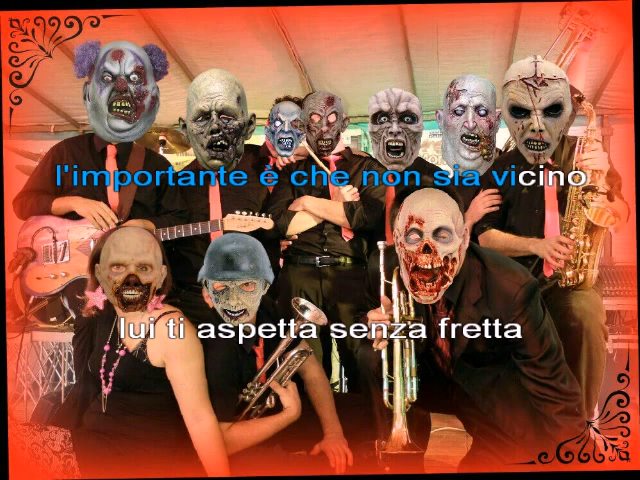 l'importante è che non sia vicino
lui ti aspetta senza fretta